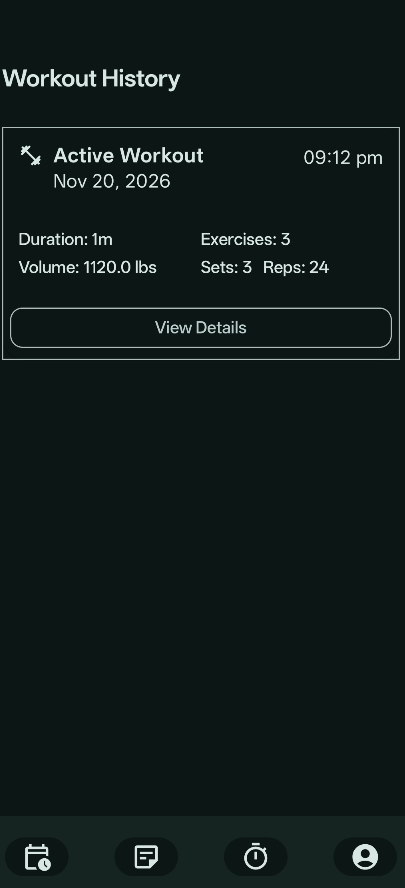 Workout History
Active Workout
09:12 pm
Nov 20, 2026
Duration: 1m
Exercises: 3
Volume: 1120.0 lbs
Sets: 3 Reps: 24
View Details